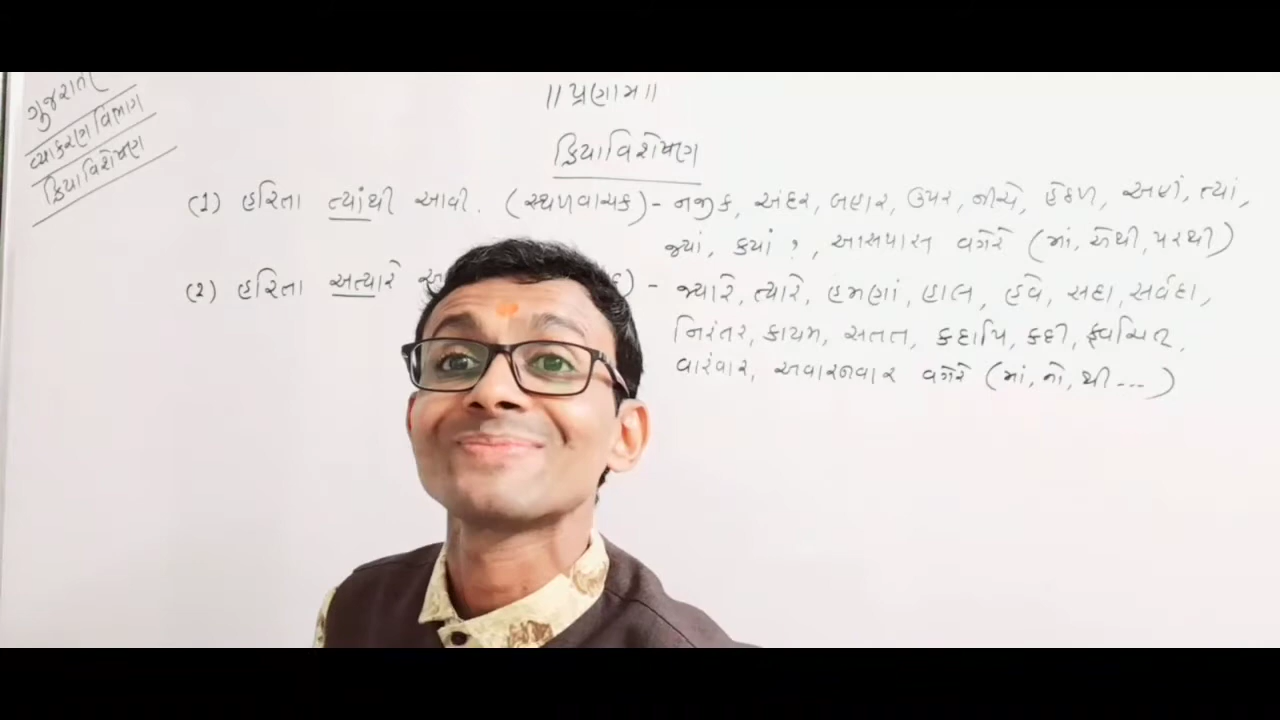 ગુજરાતી
વ્યાકરણ વિભાગ
ક્રિયાવિશેષણ
॥ પ્રણામ ॥
ક્રિયાવિશેષણ
(1) હરિતા ત્યાંથી આવી. (સ્થળવાચક) - નજીક, અંદર, બહાર, ઉપર, નીચે, હેઠળ, અહીં, ત્યાં,
જ્યાં, ક્યાં ?, આસપાસ વગેરે (માં, એથી, પરથી)
(2) હરિતા અત્યારે - જ્યારે, ત્યારે, હમણાં, હાલ, હવે, સદા, સર્વદા,
નિરંતર, કાયમ, સતત, કદાપિ, કદી, ક્વચિત્,
વારંવાર, અવારનવાર વગેરે (માં, નો, થી ---)